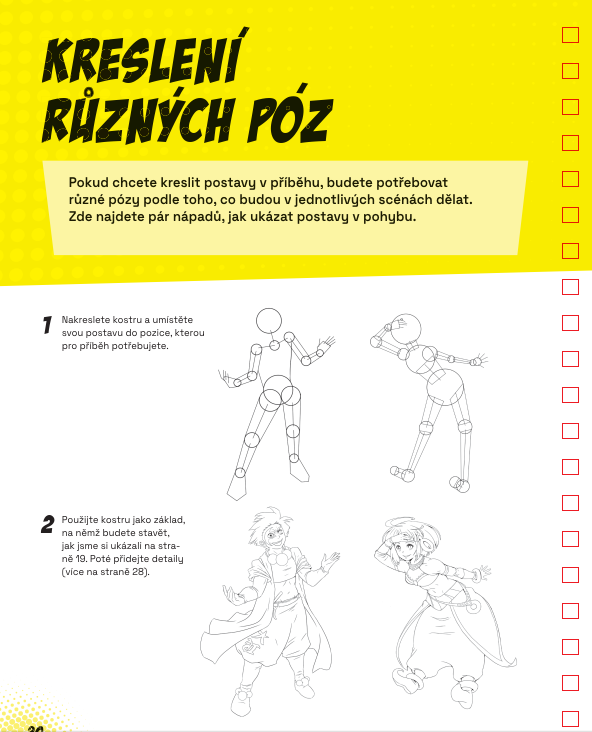 KRESLENÍ
RŮZNÝCH PÓZ
Pokud chcete kreslit postavy v příběhu, budete potřebovat
různé pózy podle toho, co budou v jednotlivých scénách dělat.
Zde najdete pár nápadů, jak ukázat postavy v pohybu.
1 Nakreslete kostru a umístěte
svou postavu do pozice, kterou
pro příběh potřebujete.
2 Použijte kostru jako základ,
na němž budete stavět,
jak jsme si ukázali na stra-
ně 19. Poté přidejte detaily
(více na straně 28).